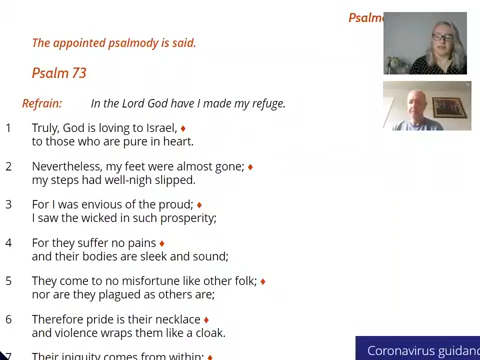 Psalm
The appointed psalmody is said.
Psalm 73
Refrain: In the Lord God have I made my refuge.
1 Truly, God is loving to Israel, ♦
to those who are pure in heart.
2 Nevertheless, my feet were almost gone; ♦
my steps had well-nigh slipped.
3 For I was envious of the proud; ♦
I saw the wicked in such prosperity;
4 For they suffer no pains ♦
and their bodies are sleek and sound;
5 They come to no misfortune like other folk; ♦
nor are they plagued as others are;
6 Therefore pride is their necklace ♦
and violence wraps them like a cloak.
7 Their iniquity comes from within; ♦
Coronavirus guidanc